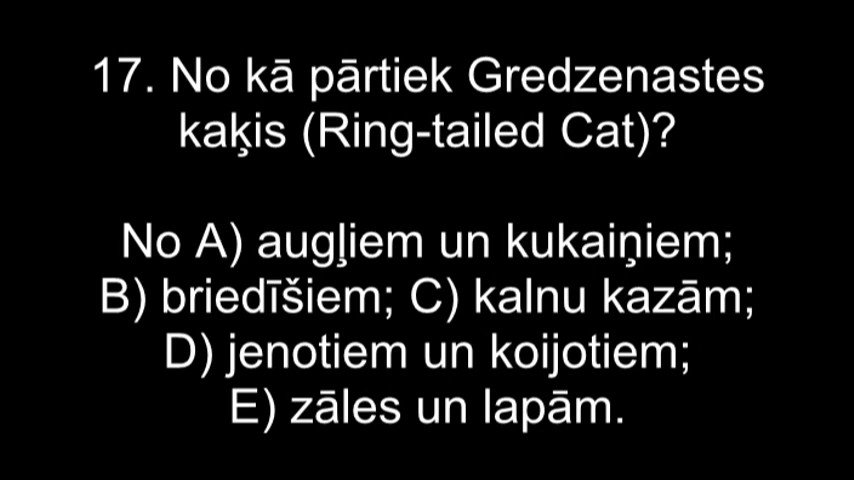 17. No kā pārtiek Gredzenastes
kaķis (Ring-tailed Cat)?
No A) augļiem un kukaiņiem;
B) briedīšiem; C) kalnu kazām;
D) jenotiem un koijotiem;
E) zāles un lapām.